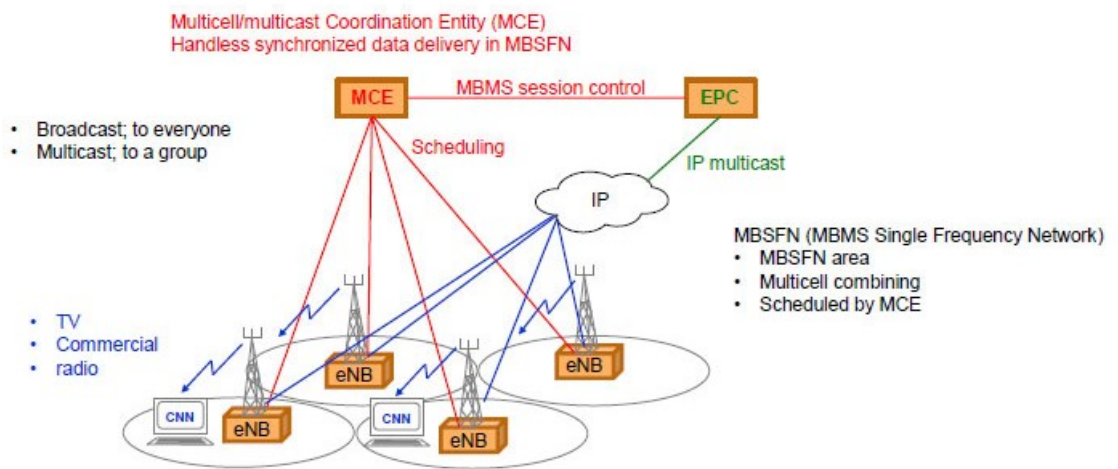 Multicell/multicast Coordination Entity (MCE)
Handless synchronized data delivery in MBSFN
MCE
MBMS session control
EPC
• Broadcast; to everyone
• Multicast; to a group
Scheduling
IP multicast
IP
MBSFN (MBMS Single Frequency Network)
• MBSFN area
• Multicell combining
• Scheduled by MCE
• TV
• Commercial
• radio
eNB
eNB
CNN
eNB
CNN
eNB